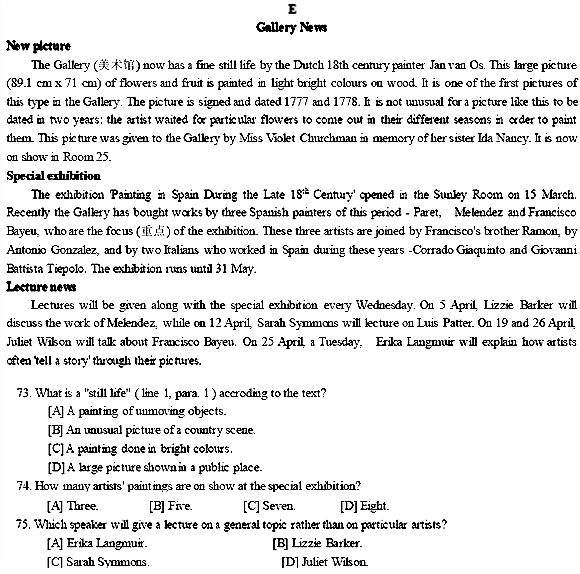 E
Gallery News
New picture
The Gallery (美术馆) now has a fine still life by the Dutch 18th century painter Jan van Os. This large picture
(89.1 cm x 71 cm) of flowers and fruit is painted in light bright colours on wood. It is one of the first pictures of
this type in the Gallery. The picture is signed and dated 1777 and 1778. It is not unusual for a picture like this to be
dated in two years: the artist waited for particular flowers to come out in their different seasons in order to paint
them. This picture was given to the Gallery by Miss Violet Churchman in memory of her sister Ida Nancy. It is now
on show in Room 25.
Special exhibition
The exhibition 'Painting in Spain During the Late 18th Century' opened in the Sunley Room on 15 March.
Recently the Gallery has bought works by three Spanish painters of this period - Paret, Melendez and Francisco
Bayeu, who are the focus (重点) of the exhibition. These three artists are joined by Francisco's brother Ramon, by
Antonio Gonzalez, and by two Italians who worked in Spain during these years -Corrado Giaquinto and Giovanni
Battista Tiepolo. The exhibition runs until 31 May.
Lecture news
Lectures will be given along with the special exhibition every Wednesday. On 5 April, Lizzie Barker will
discuss the work of Melendez, while on 12 April, Sarah Symmons will lecture on Luis Patter. On 19 and 26 April,
Juliet Wilson will talk about Francisco Bayeu. On 25 April, a Tuesday, Erika Langmuir will explain how artists
often 'tell a story' through their pictures.
73. What is a "still life" ( line 1, para. 1 ) accroding to the text?
[A] A painting of unmoving objects.
[B] An unusual picture of a country scene.
[C] A painting done in bright colours.
[D] A large picture shown in a public place.
74. How many artists' paintings are on show at the special exhibition?
[A] Three. [B] Five. [C] Seven. [D] Eight.
75. Which speaker will give a lecture on a general topic rather than on particular artists?
[A] Erika Langmuir. [B] Lizzie Barker.
[C] Sarah Symmons. [D] Juliet Wilson.